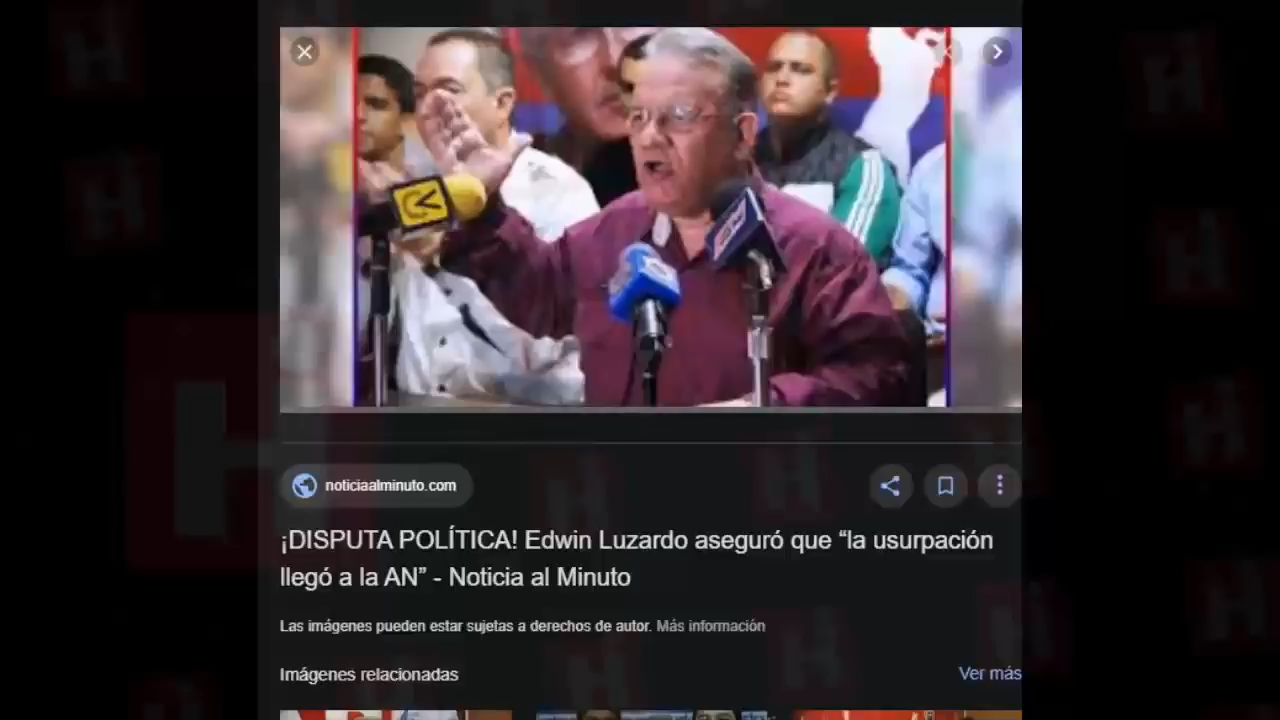 noticiaalminuto.com
¡DISPUTA POLÍTICA! Edwin Luzardo aseguró que “la usurpación
llegó a la AN” - Noticia al Minuto
Las imágenes pueden estar sujetas a derechos de autor. Más información
Imágenes relacionadas
Ver más